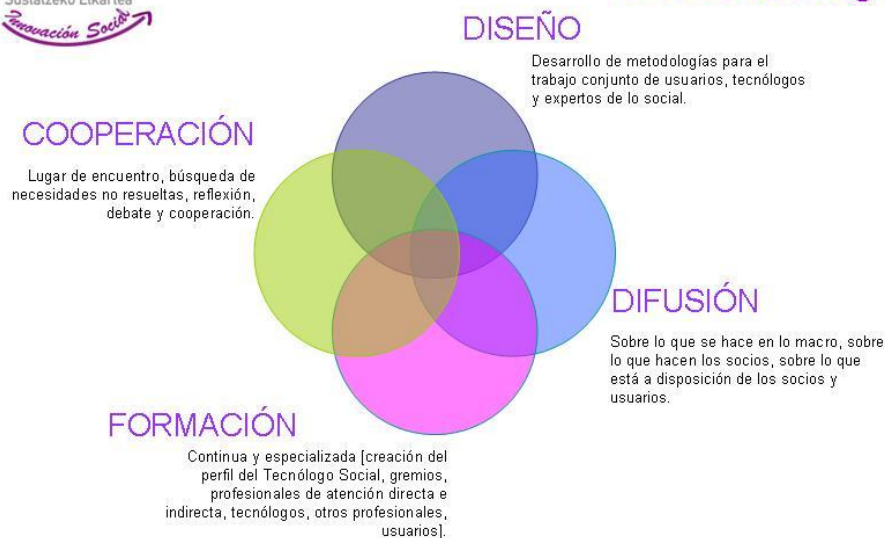 Sustatzeko Elkartea
Innovación Social
DISEÑO
Desarrollo de metodologías para el
trabajo conjunto de usuarios, tecnólogos
y expertos de lo social.
COOPERACIÓN
Lugar de encuentro, búsqueda de
necesidades no resueltas, reflexión,
debate y cooperación.
DIFUSIÓN
Sobre lo que se hace en lo macro, sobre
lo que hacen los socios, sobre lo que
está a disposición de los socios y
usuarios.
FORMACIÓN
Continua y especializada [creación del
perfil del Tecnólogo Social, gremios,
profesionales de atención directa e
indirecta, tecnólogos, otros profesionales,
usuarios].